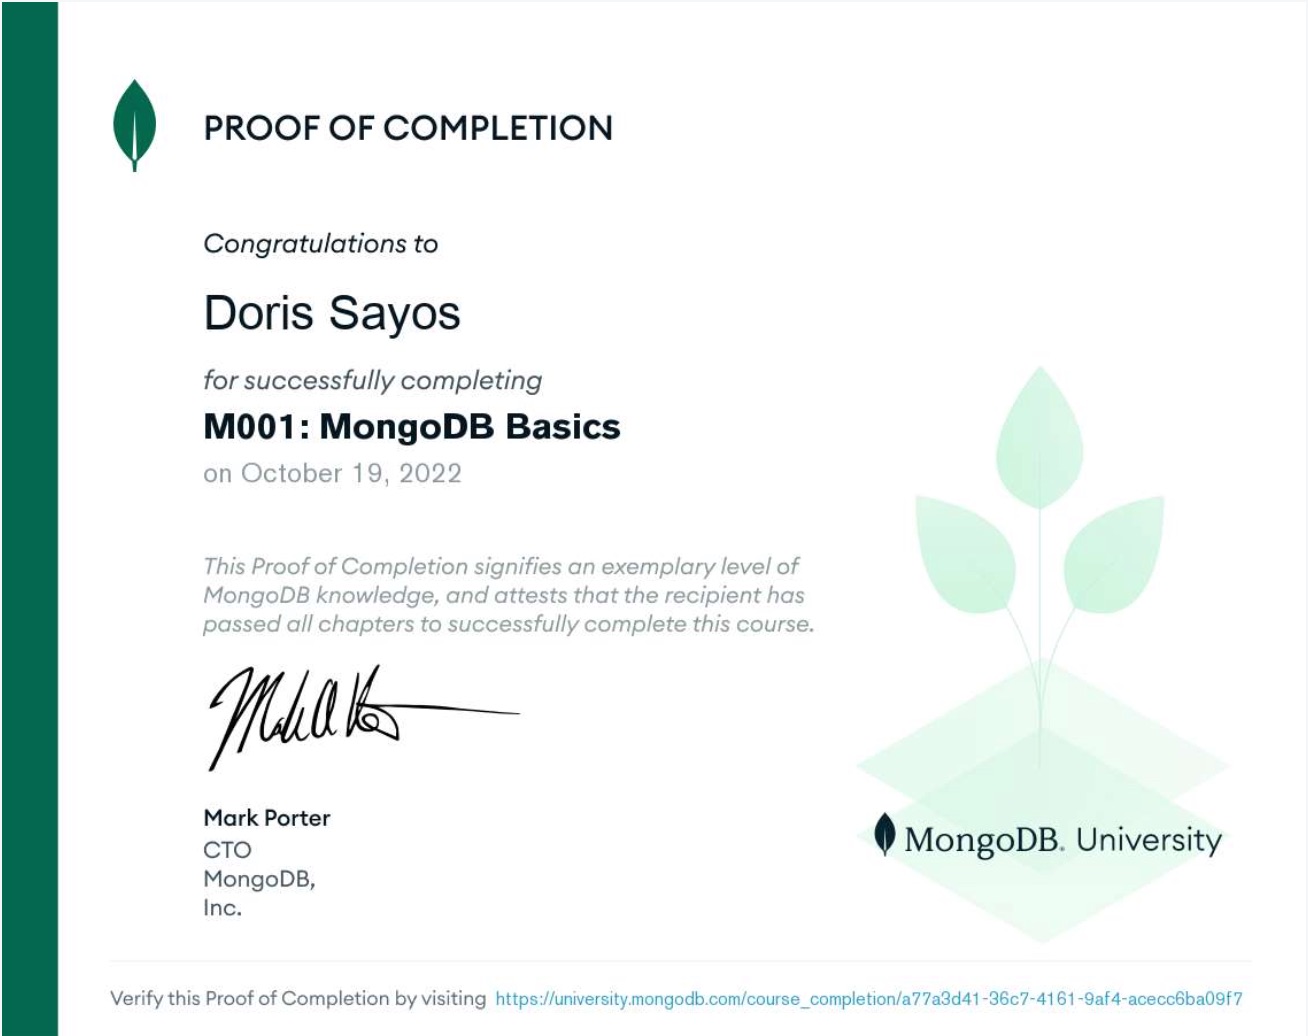 PROOF OF COMPLETION
Congratulations to
Doris Sayos
for successfully completing
M001: MongoDB Basics
on October 19, 2022
This Proof of Completion signifies an exemplary level of
MongoDB knowledge, and attests that the recipient has
passed all chapters to successfully complete this course.
Mark Porter
CTO
MongoDB,
Inc.
MongoDB. University
Verify this Proof of Completion by visiting https://university.mongodb.com/course_completion/a77a3d41-36c7-4161-9af4-acecc6ba09f7